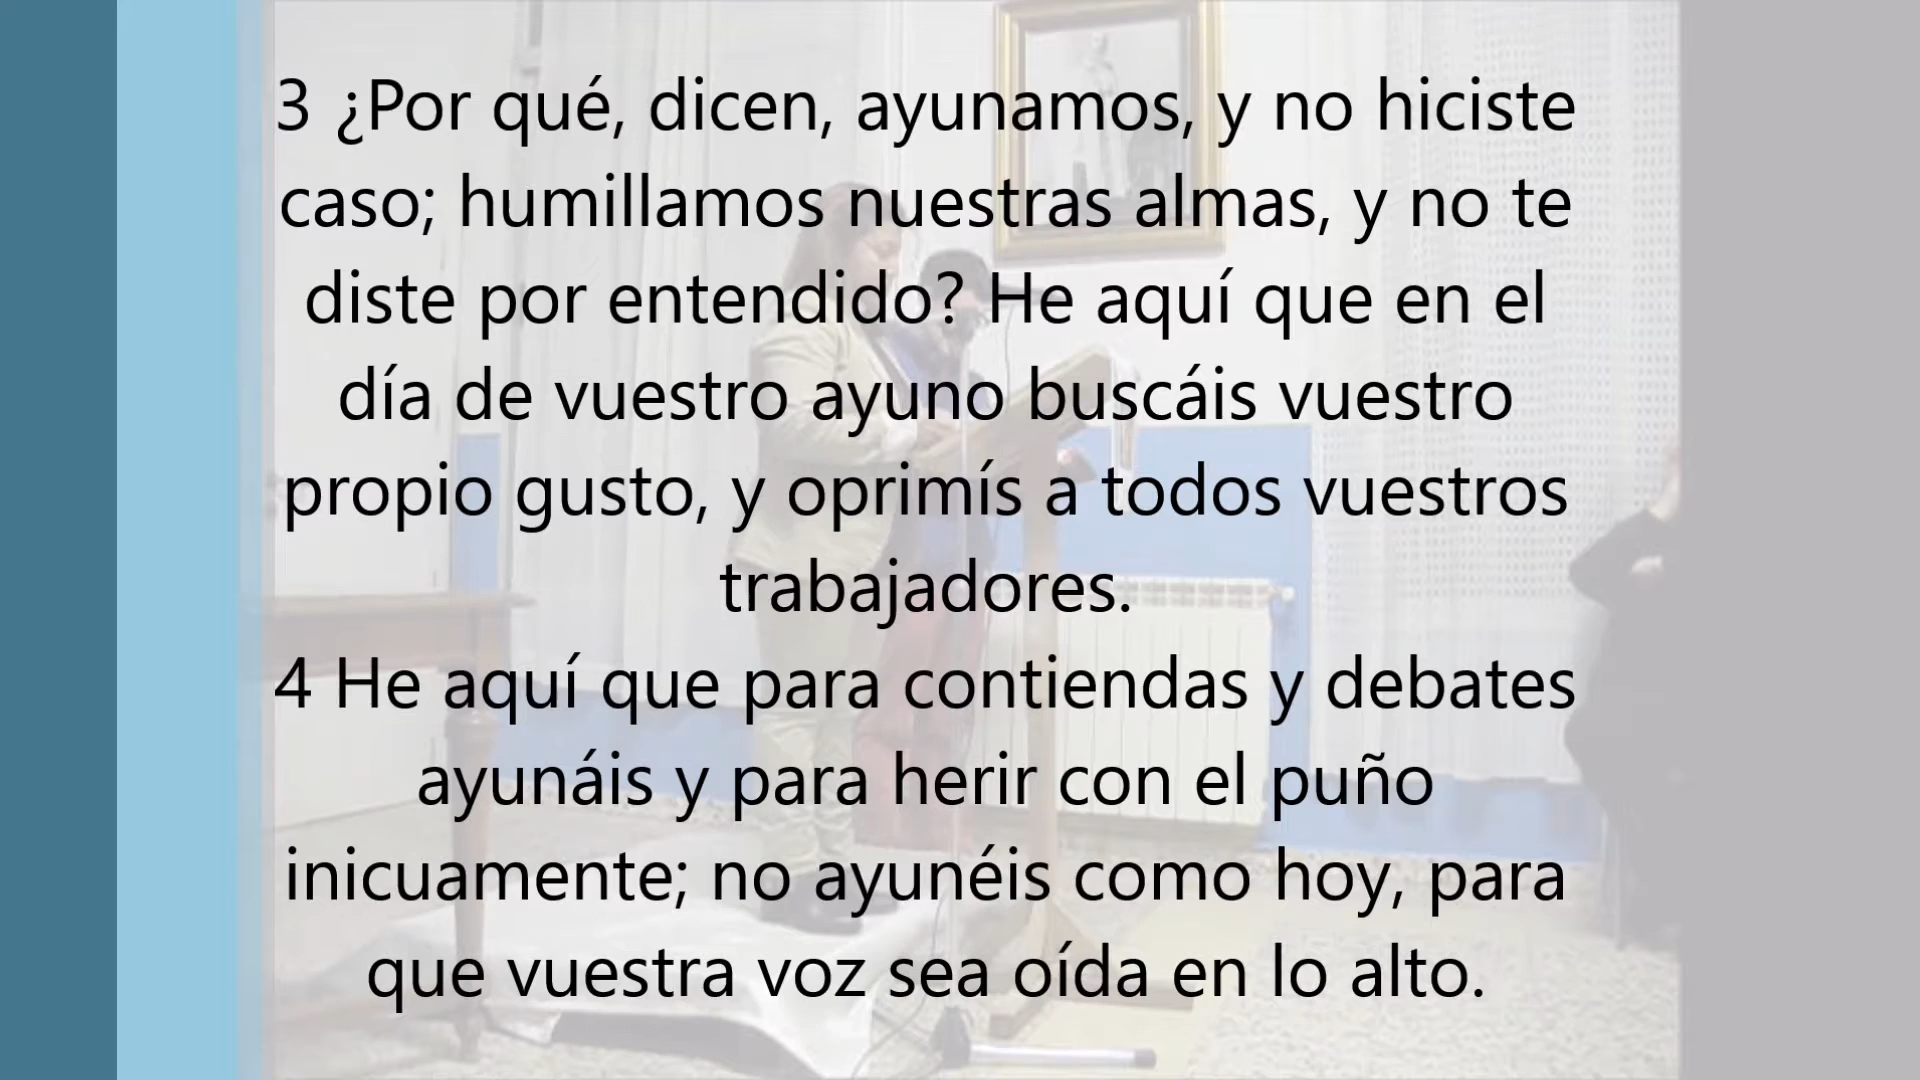 3 ¿Por qué, dicen, ayunamos, y no hiciste
caso; humillamos nuestras almas, y no te
diste por entendido? He aquí que en el
día de vuestro ayuno buscáis vuestro
propio gusto, y oprimís a todos vuestros
trabajadores.
4 He aquí que para contiendas y debates
ayunáis y para herir con el puño
inicuamente; no ayunéis como hoy, para
que vuestra voz sea oída en lo alto.